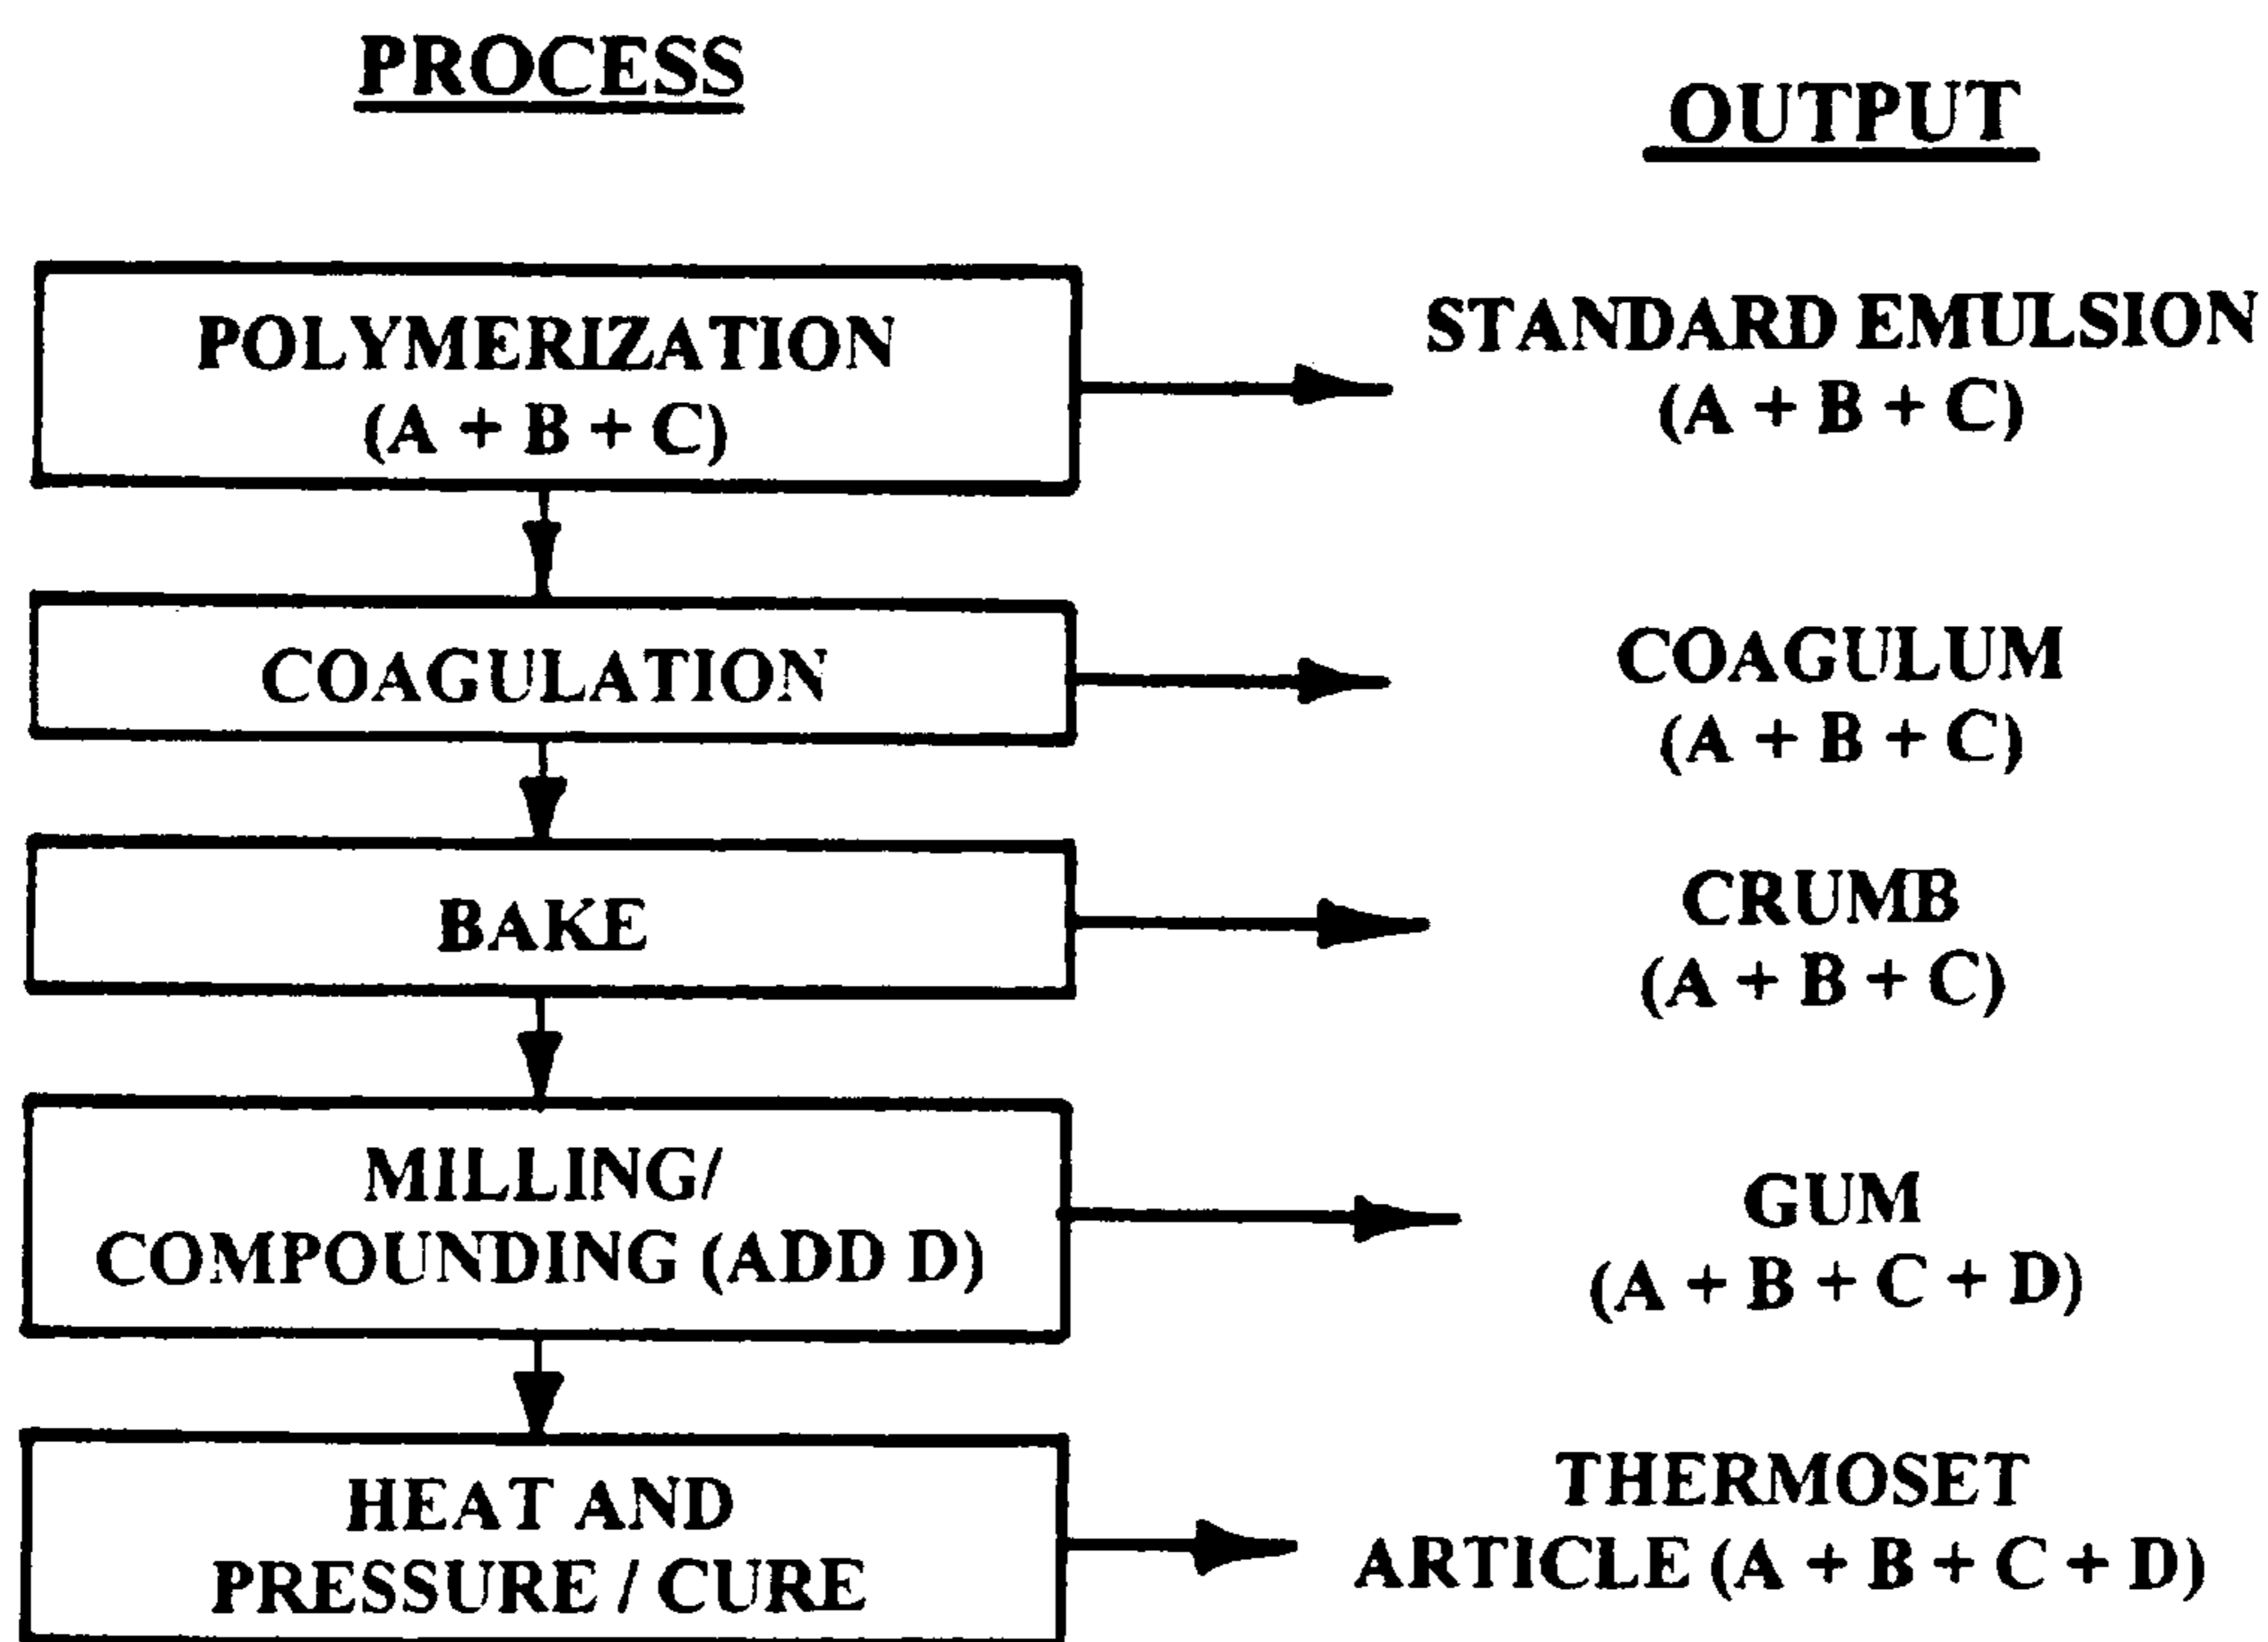 PROCESS
OUTPUT
POLYMERIZATION
(A + B + C)
STANDARD EMULSION
(A + B + C)
COAGULATION
COAGULUM
(A + B + C)
BAKE
CRUMB
(A + B + C)
MILLING/
COMPOUNDING (ADD D)
GUM
(A + B + C + D)
HEAT AND
PRESSURE / CURE
THERMOSET
ARTICLE (A + B + C + D)